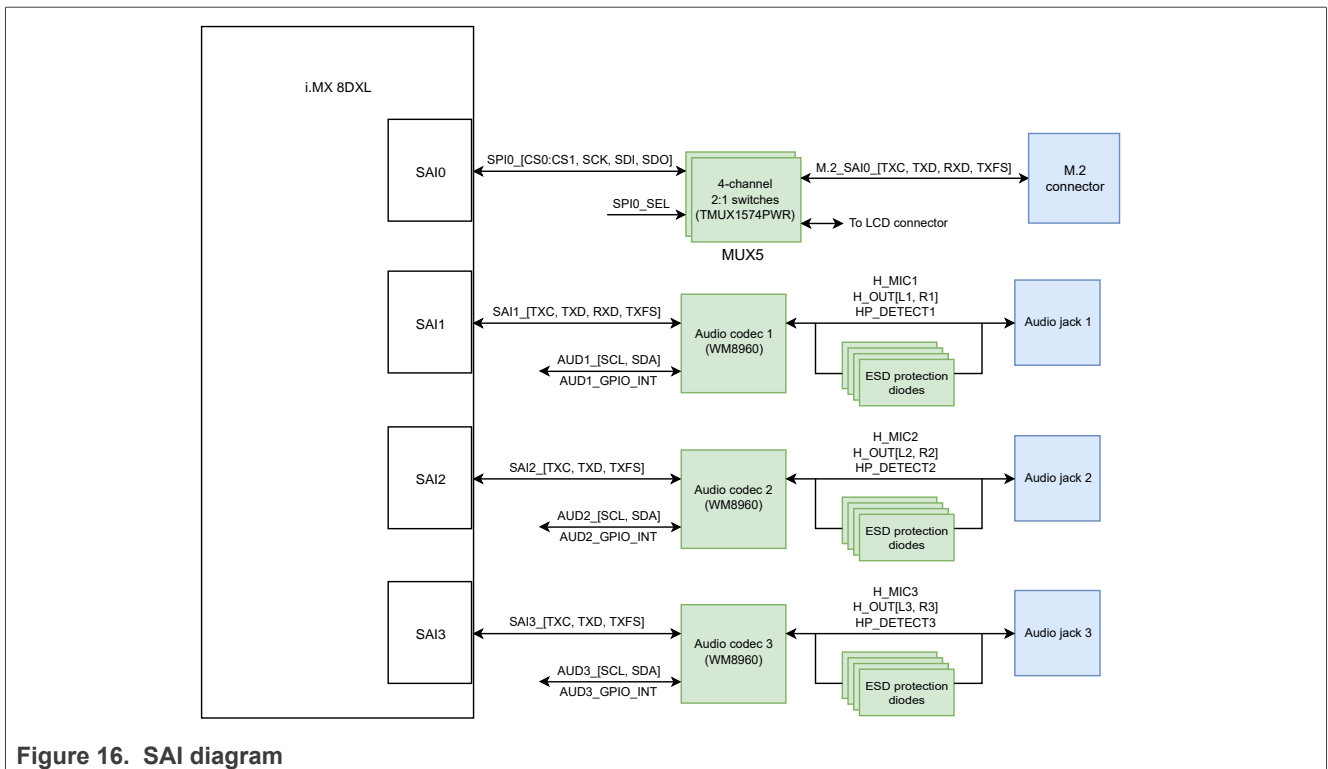 i.MX 8DXL
SAI0
SPI0_[CS0:CS1, SCK, SDI, SDO]
SPI0_SEL
4-channel
2:1 switches
(TMUX1574PWR)
MUX5
M.2_SAI0_[TXC, TXD, RXD, TXFS]
To LCD connector
M.2
connector
SAI1
SAI1_[TXC, TXD, RXD, TXFS]
AUD1_[SCL, SDA]
AUD1_GPIO_INT
Audio codec 1
(WM8960)
H_MIC1
H_OUT[L1, R1]
HP_DETECT1
ESD protection
diodes
Audio jack 1
SAI2
SAI2_[TXC, TXD, TXFS]
AUD2_[SCL, SDA]
AUD2_GPIO_INT
Audio codec 2
(WM8960)
H_MIC2
H_OUT[L2, R2]
HP_DETECT2
ESD protection
diodes
Audio jack 2
SAI3
SAI3_[TXC, TXD, TXFS]
AUD3_[SCL, SDA]
AUD3_GPIO_INT
Audio codec 3
(WM8960)
H_MIC3
H_OUT[L3, R3]
HP_DETECT3
ESD protection
diodes
Audio jack 3
Figure 16. SAI diagram